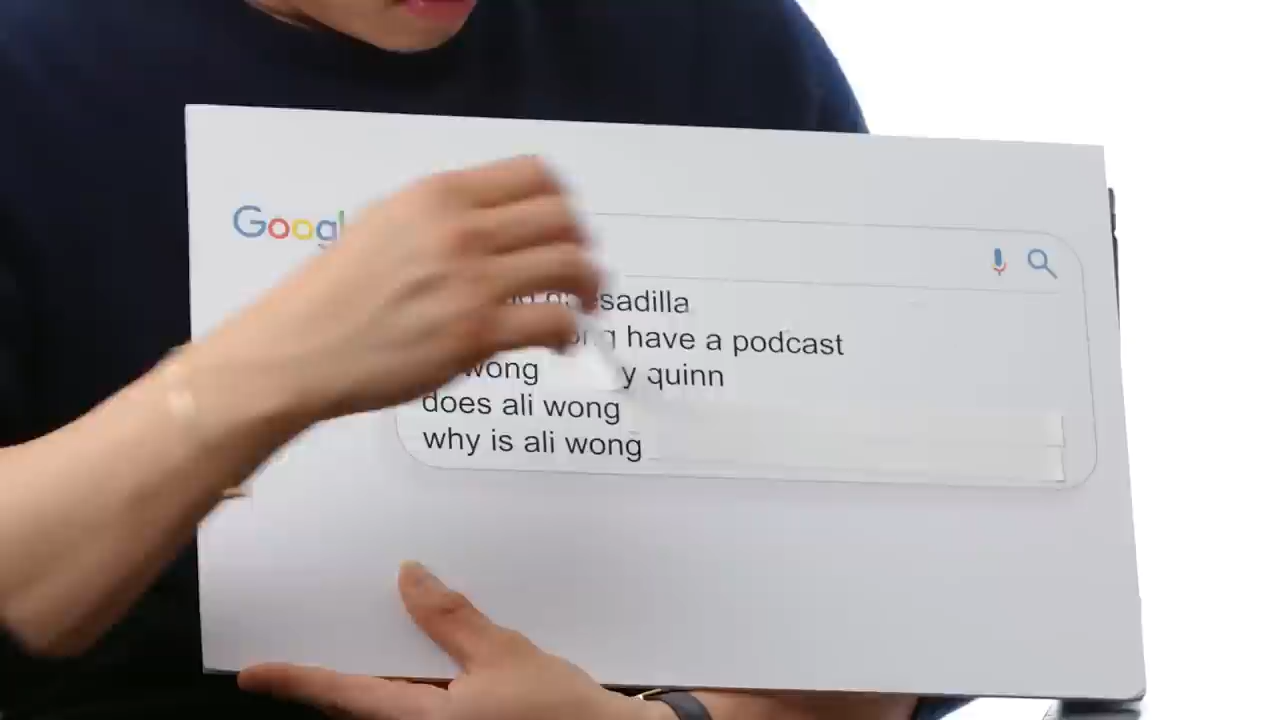 Googl
sadilla
have a podcast
wong y quinn
does ali wong
why is ali wong